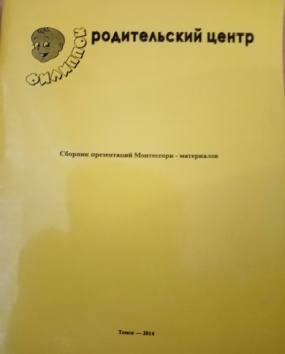 ФИЛИППОК
родительский центр
Сборник презентаций Монтессори - материалов
Томск — 2014